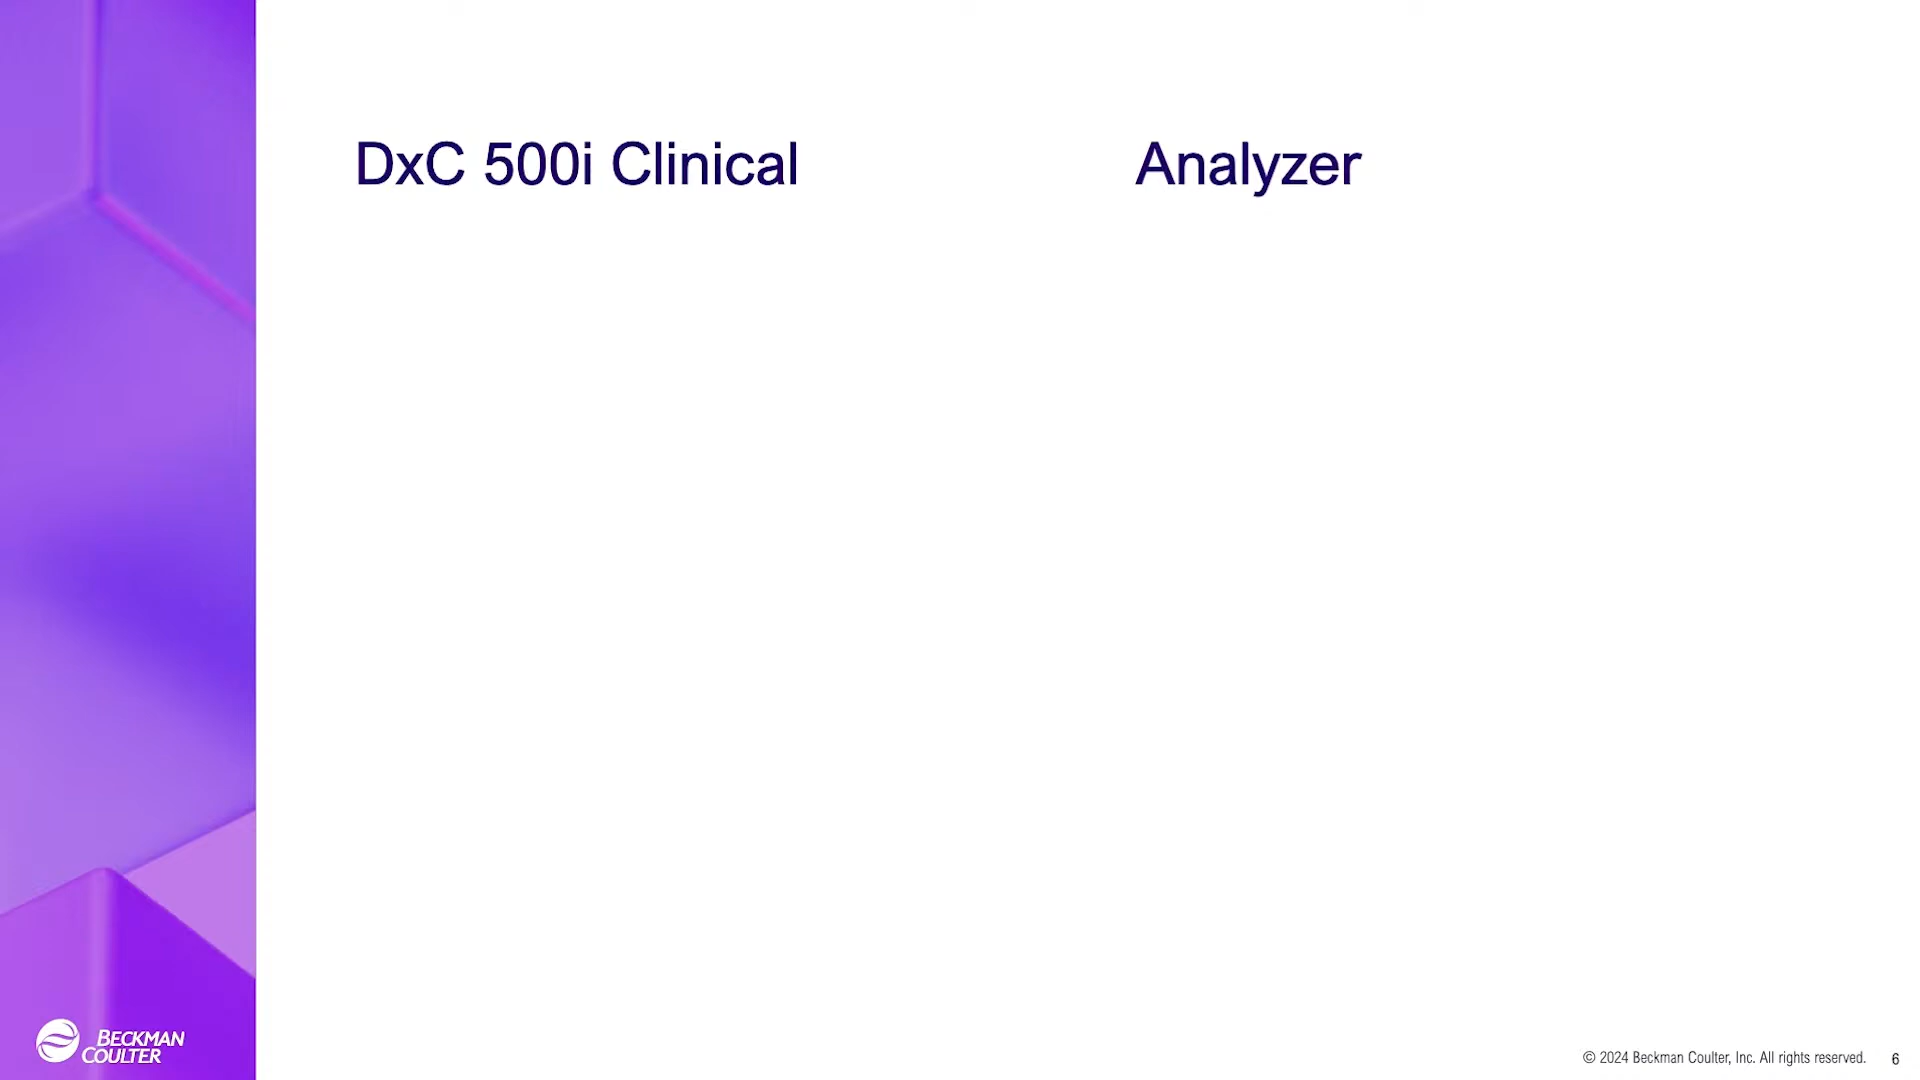 DxC 500i Clinical Analyzer
BECKMAN
COULTER
© 2024 Beckman Coulter, Inc. All rights reserved. 6